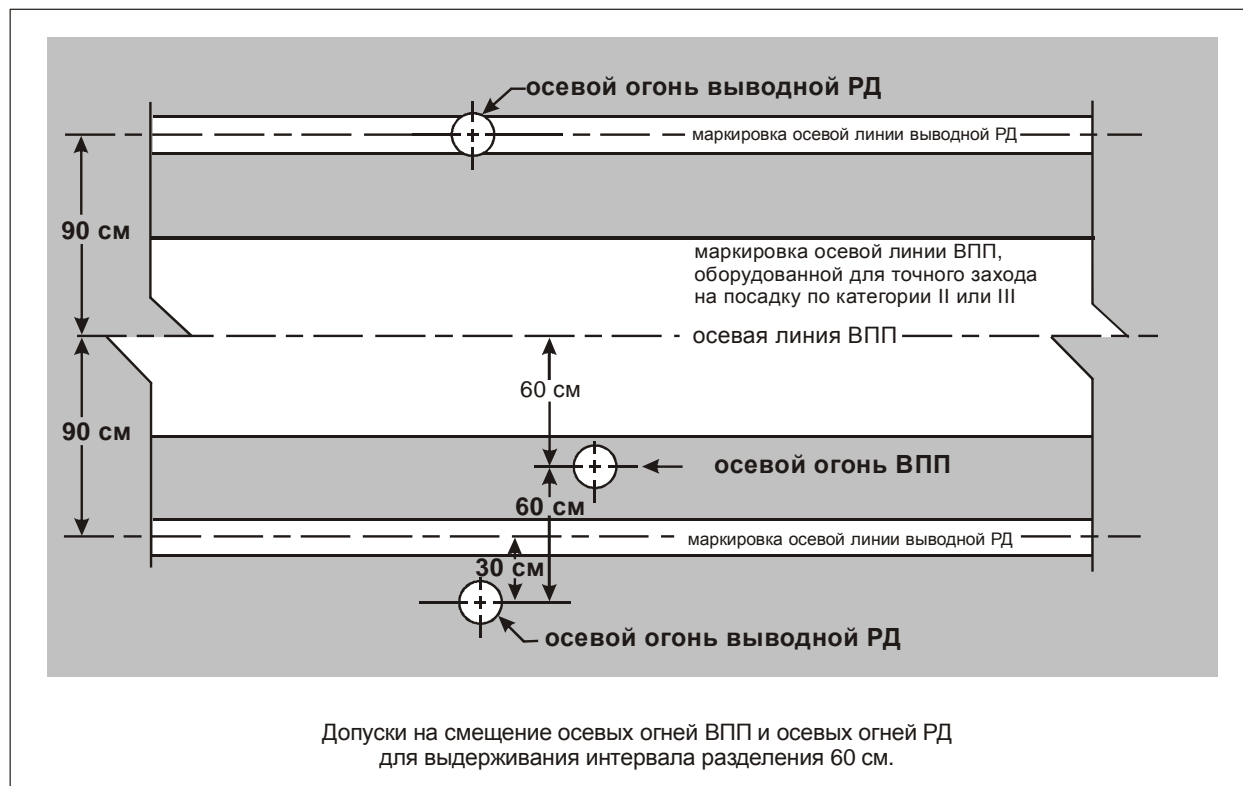 осевой огонь выводной РД
маркировка осевой линии выводной РД
90 см
маркировка осевой линии ВПП,
оборудованной для точного захода
на посадку по категории II или III
осевая линия ВПП
60 см
90 см
осевой огонь ВПП
60 см
маркировка осевой линии выводной РД
30 см
осевой огонь выводной РД
Допуски на смещение осевых огней ВПП и осевых огней РД
для выдерживания интервала разделения 60 см.